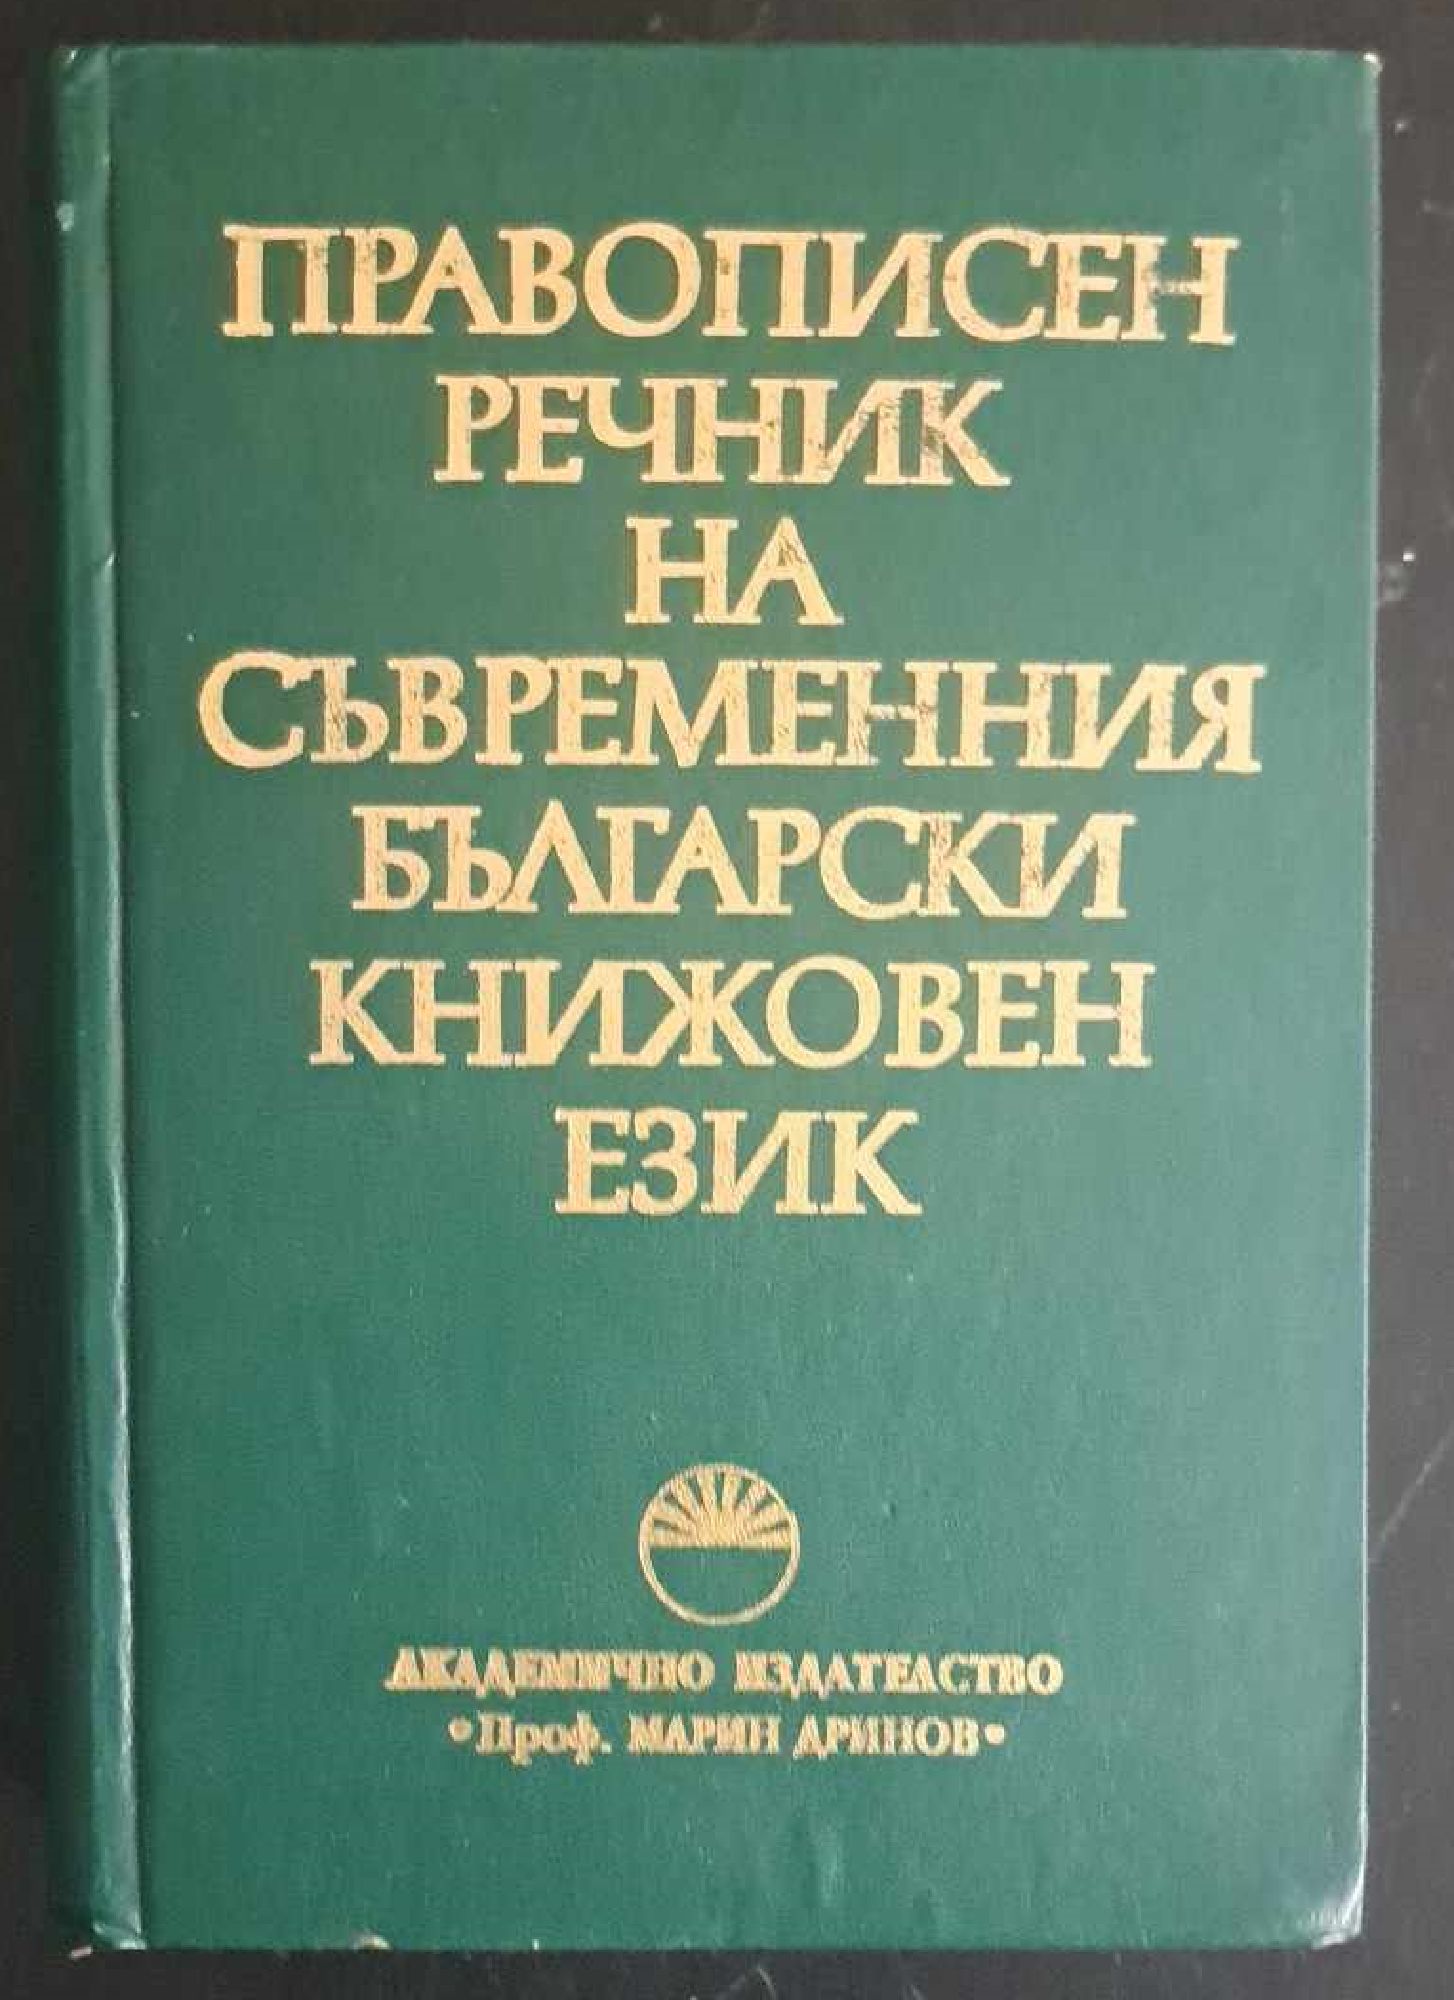 ПРАВОПИСЕН
РЕЧНИК
НА
СЪВРЕМЕННИЯ
БЪЛГАРСКИ
КНИЖОВЕН
ЕЗИК
АКАДЕМИЧНО ИЗДАТЕЛСТВО
•Проф. МАРИН ДРИНОВ•